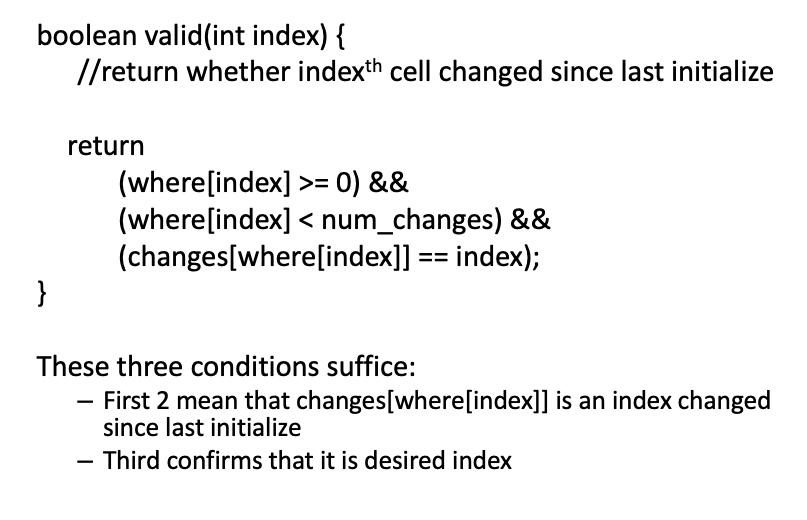 boolean valid(int index) {
//return whether indexth cell changed since last initialize
return
(where[index] >= 0) &&
(where[index] < num_changes) &&
(changes[where[index]] == index);
}
These three conditions suffice:
– First 2 mean that changes[where[index]] is an index changed
since last initialize
– Third confirms that it is desired index